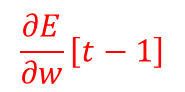 ∂E/∂w [t − 1]